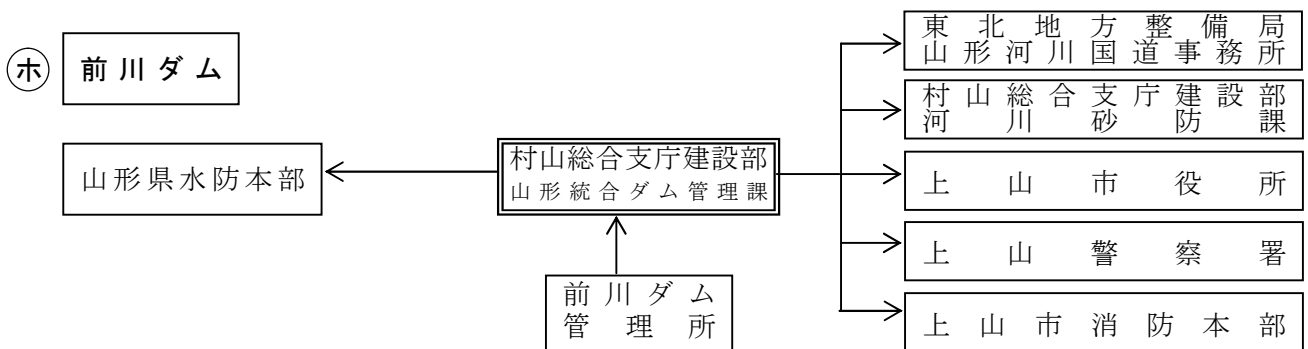 ホ
前川ダム
東北地方整備局
山形河川国道事務所
村山総合支庁建設部
河川砂防課
山形県水防本部
村山総合支庁建設部
山形統合ダム管理課
上山市役所
上山警察署
前川ダム
管理所
上山市消防本部